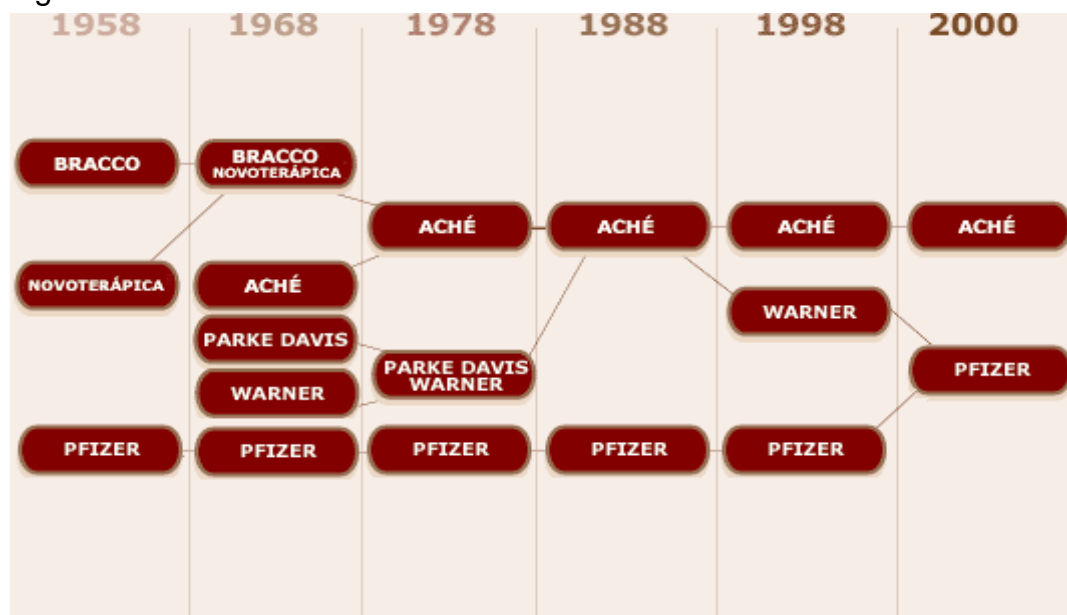 1958 1968 1978 1988 1998 2000
BRACCO
BRACCO
NOVOTERÁPICA
ACHÉ ACHÉ ACHÉ ACHÉ
NOVOTERÁPICA ACHÉ
WARNER
PARKE DAVIS
PARKE DAVIS
WARNER
PFIZER
WARNER
PFIZER PFIZER PFIZER PFIZER PFIZER